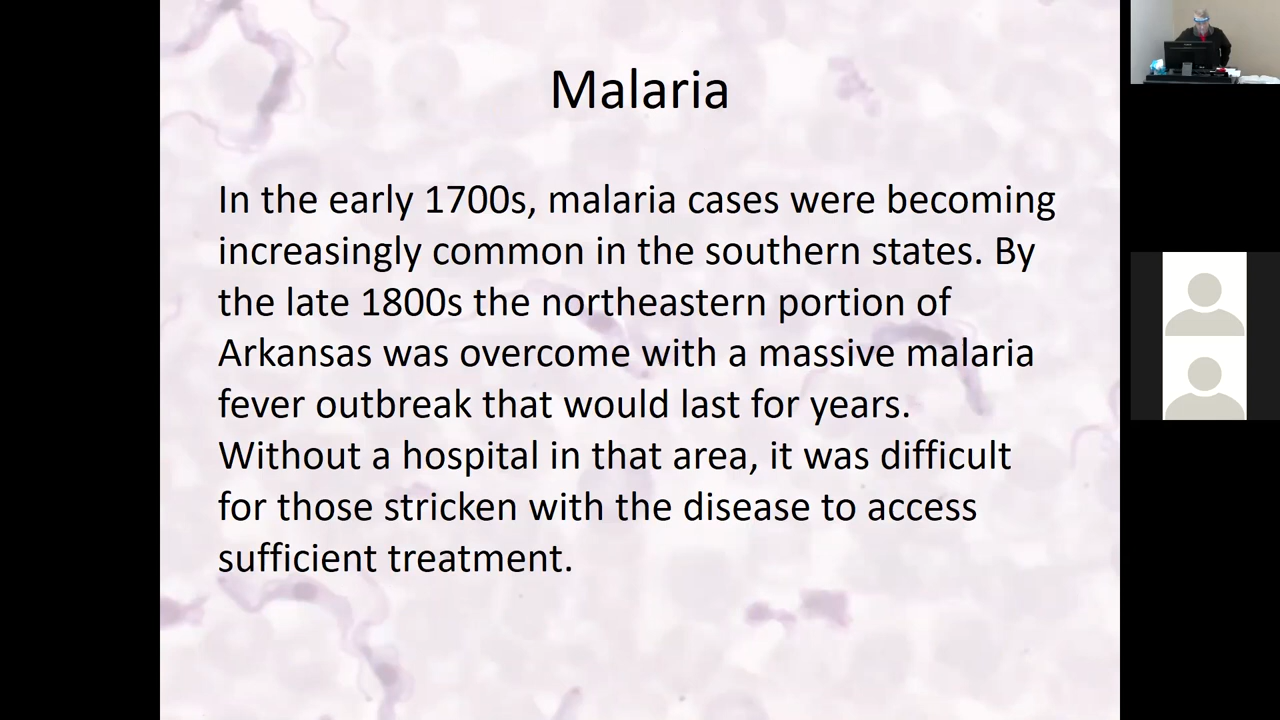 Malaria
In the early 1700s, malaria cases were becoming
increasingly common in the southern states. By
the late 1800s the northeastern portion of
Arkansas was overcome with a massive malaria
fever outbreak that would last for years.
Without a hospital in that area, it was difficult
for those stricken with the disease to access
sufficient treatment.